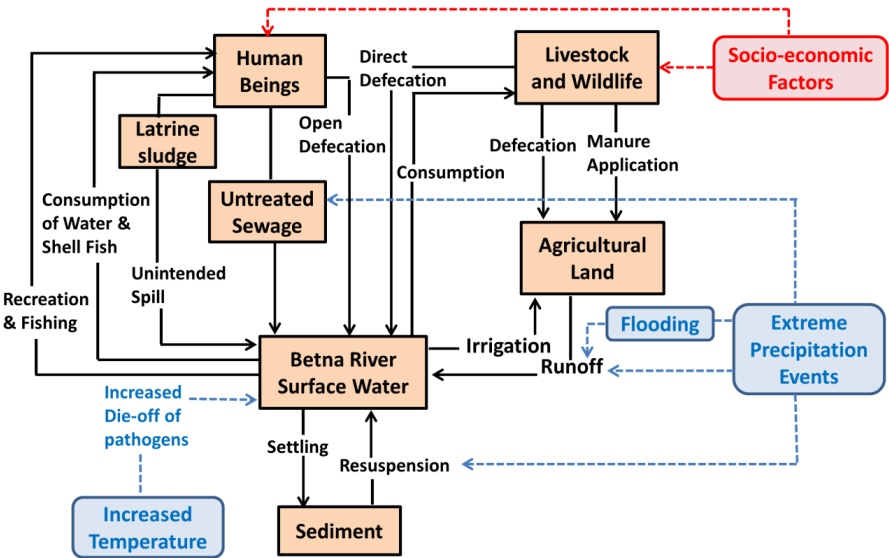 Human
Beings
Direct
Defecation
Livestock
and Wildlife
Socio-economic
Factors
Latrine
sludge
Open
Defecation
Defecation
Manure
Application
Consumption
Consumption
of Water &
Shell Fish
Untreated
Sewage
Agricultural
Land
Unintended
Spill
Recreation
& Fishing
Flooding
Extreme
Precipitation
Events
Betna River
Surface Water
Irrigation
Runoff
Increased
Die-off of
pathogens
Settling
Resuspension
Increased
Temperature
Sediment